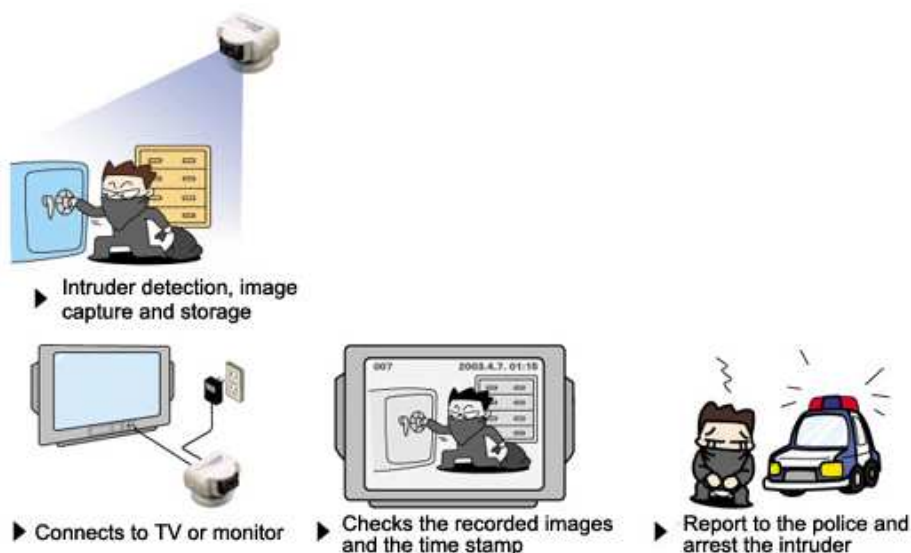 Intruder detection, image
capture and storage
Connects to TV or monitor
007 2003.4.7. 01:15
Checks the recorded images
and the time stamp
Report to the police and
arrest the intruder